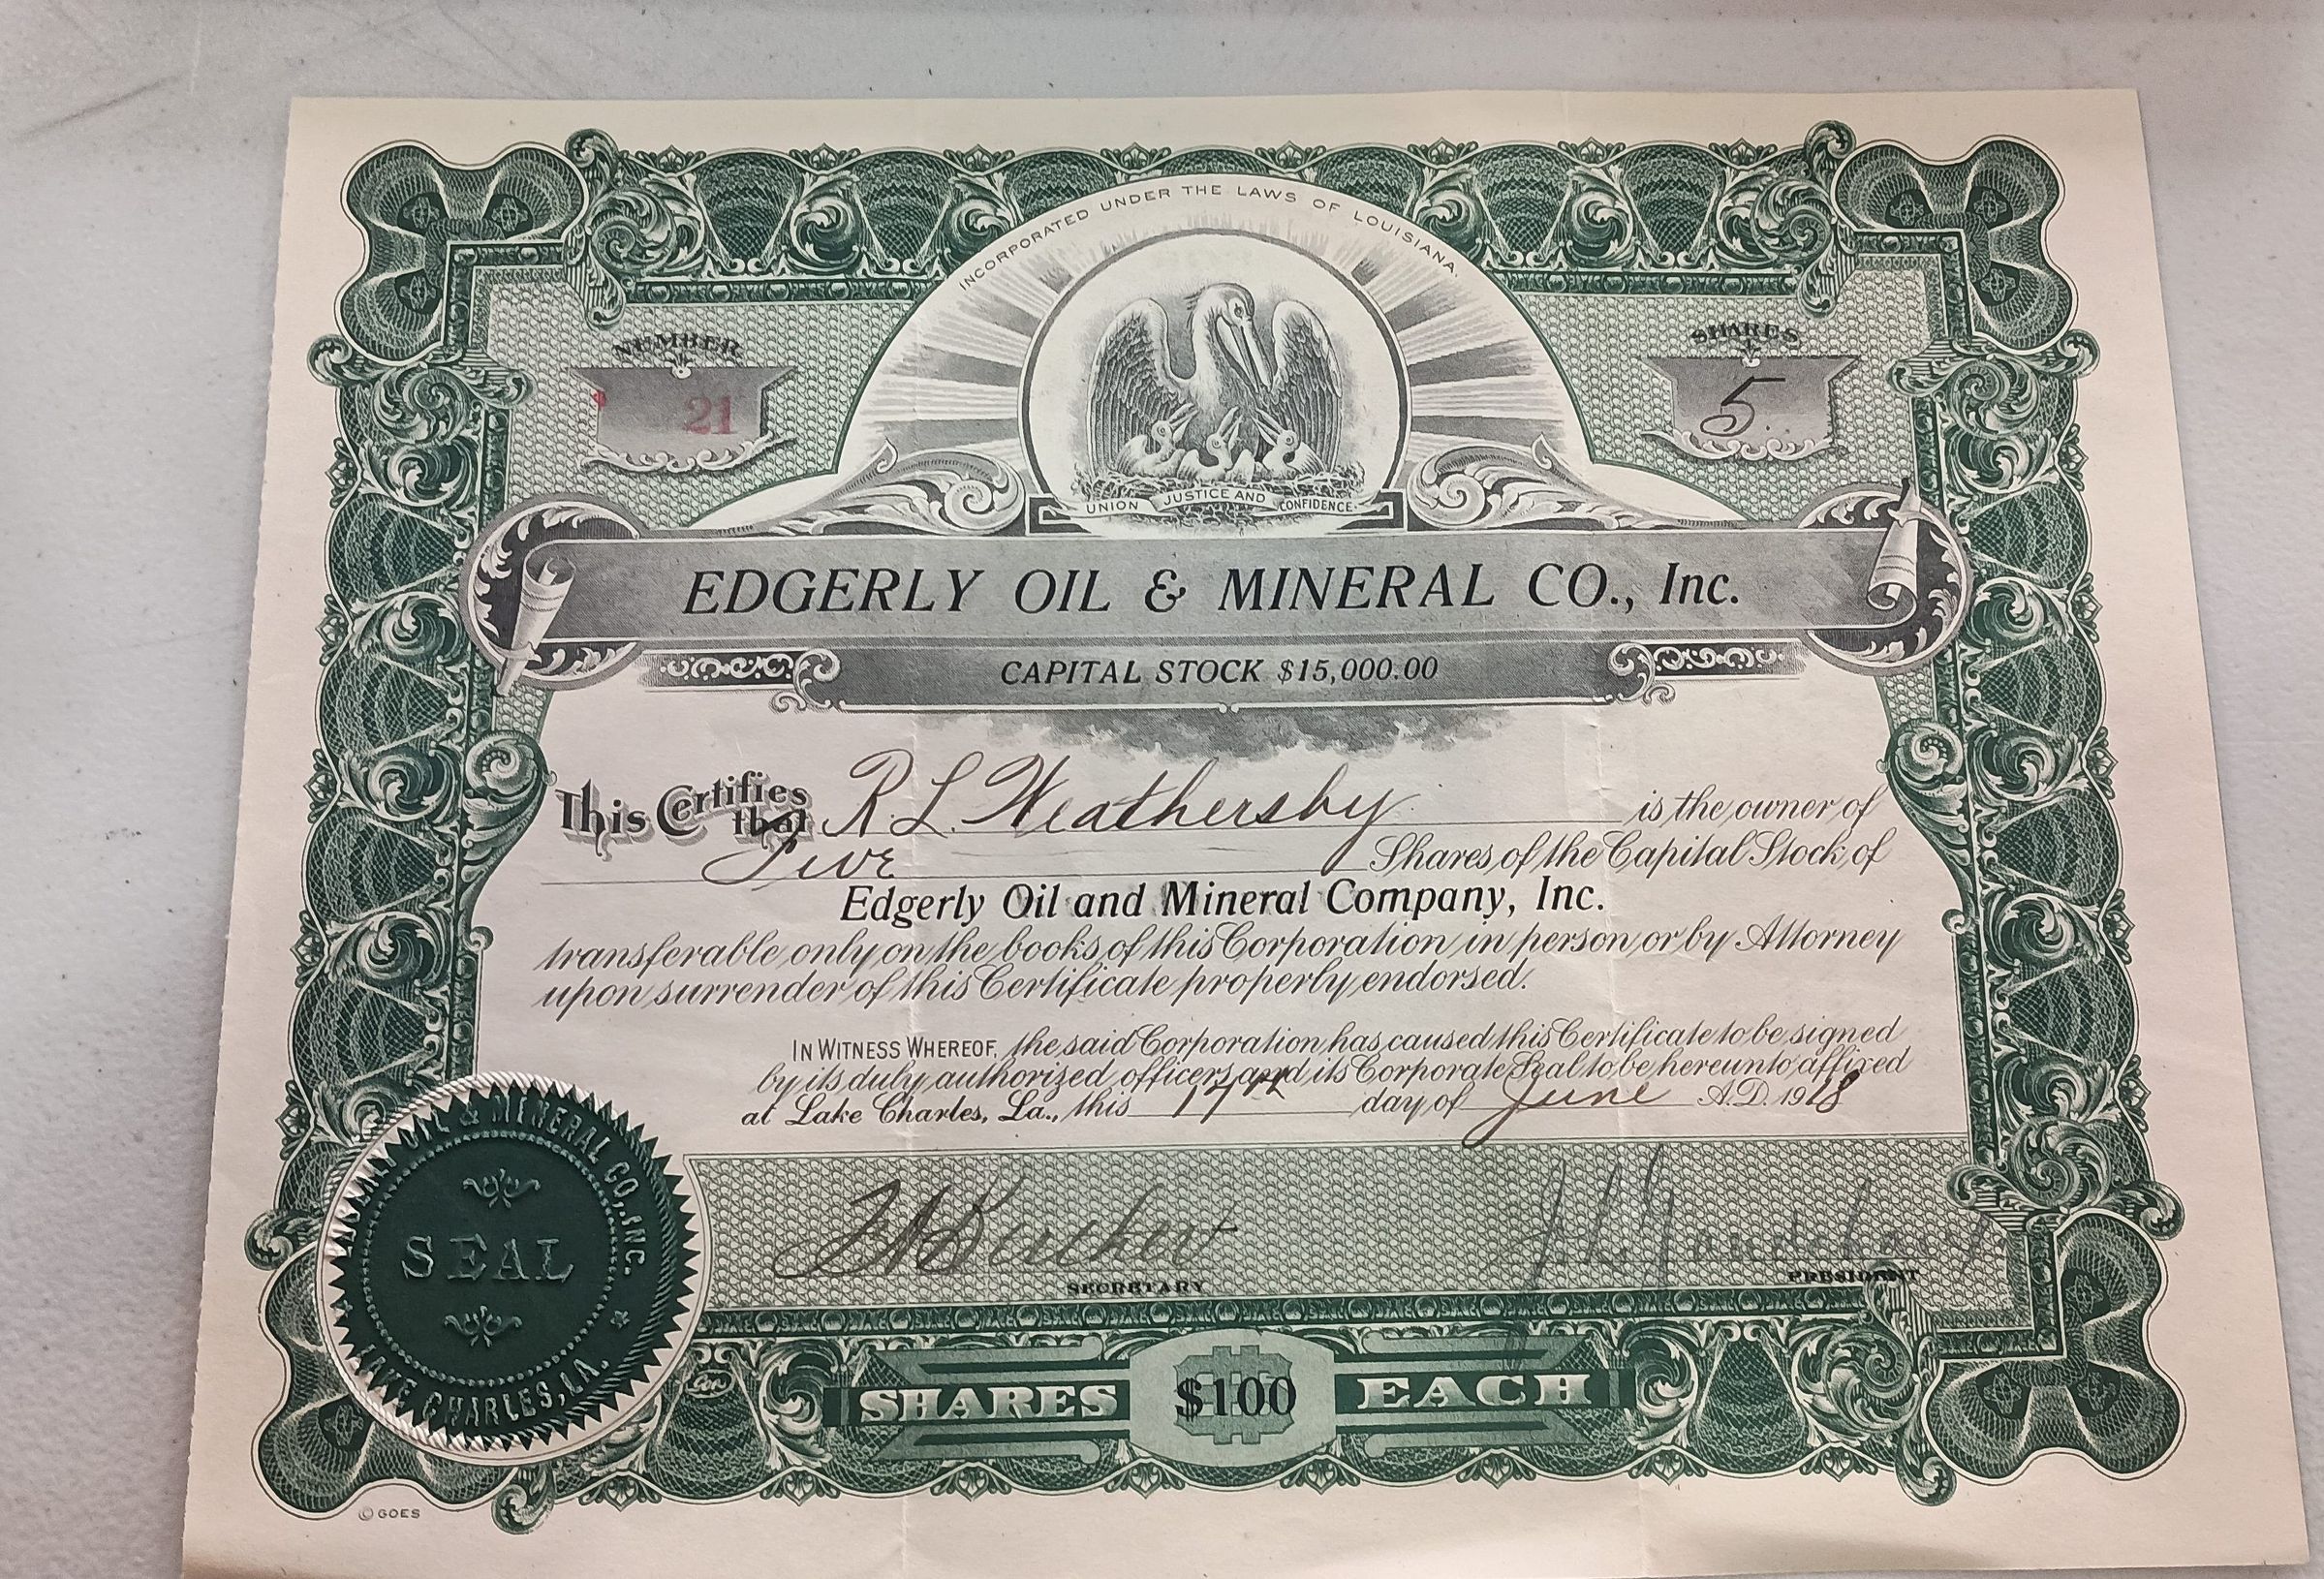 INCORPORATED UNDER THE LAWS OF LOUISIANA.
NUMBER
21
SHARES
5.
UNION JUSTICE AND CONFIDENCE
EDGERLY OIL & MINERAL CO., Inc.
CAPITAL STOCK $15,000.00
This Certifies that R. L. Weathersby is the owner of
Five Shares of the Capital Stock of
Edgerly Oil and Mineral Company, Inc.
transferable only on the books of this Corporation in person or by Attorney
upon surrender of this Certificate properly endorsed.
IN WITNESS WHEREOF, the said Corporation has caused this Certificate to be signed
by its duly authorized officers and its Corporate Seal to be hereunto affixed
at Lake Charles, La., this 17th day of June A.D. 1918
SECRETARY
PRESIDENT
EDGERLY OIL & MINERAL CO., INC.
SEAL
LAKE CHARLES, LA.
SHARES $100 EACH
© GOES